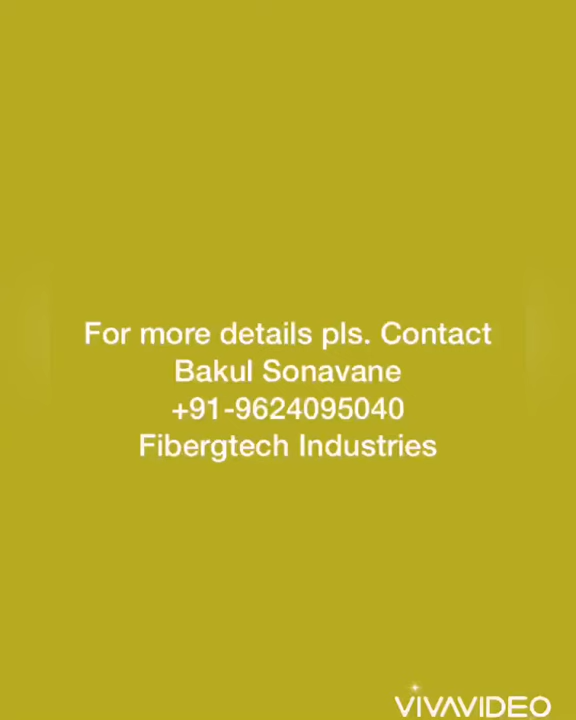 For more details pls. Contact
Bakul Sonavane
+91-9624095040
Fibergtech Industries
VIVAVIDEO